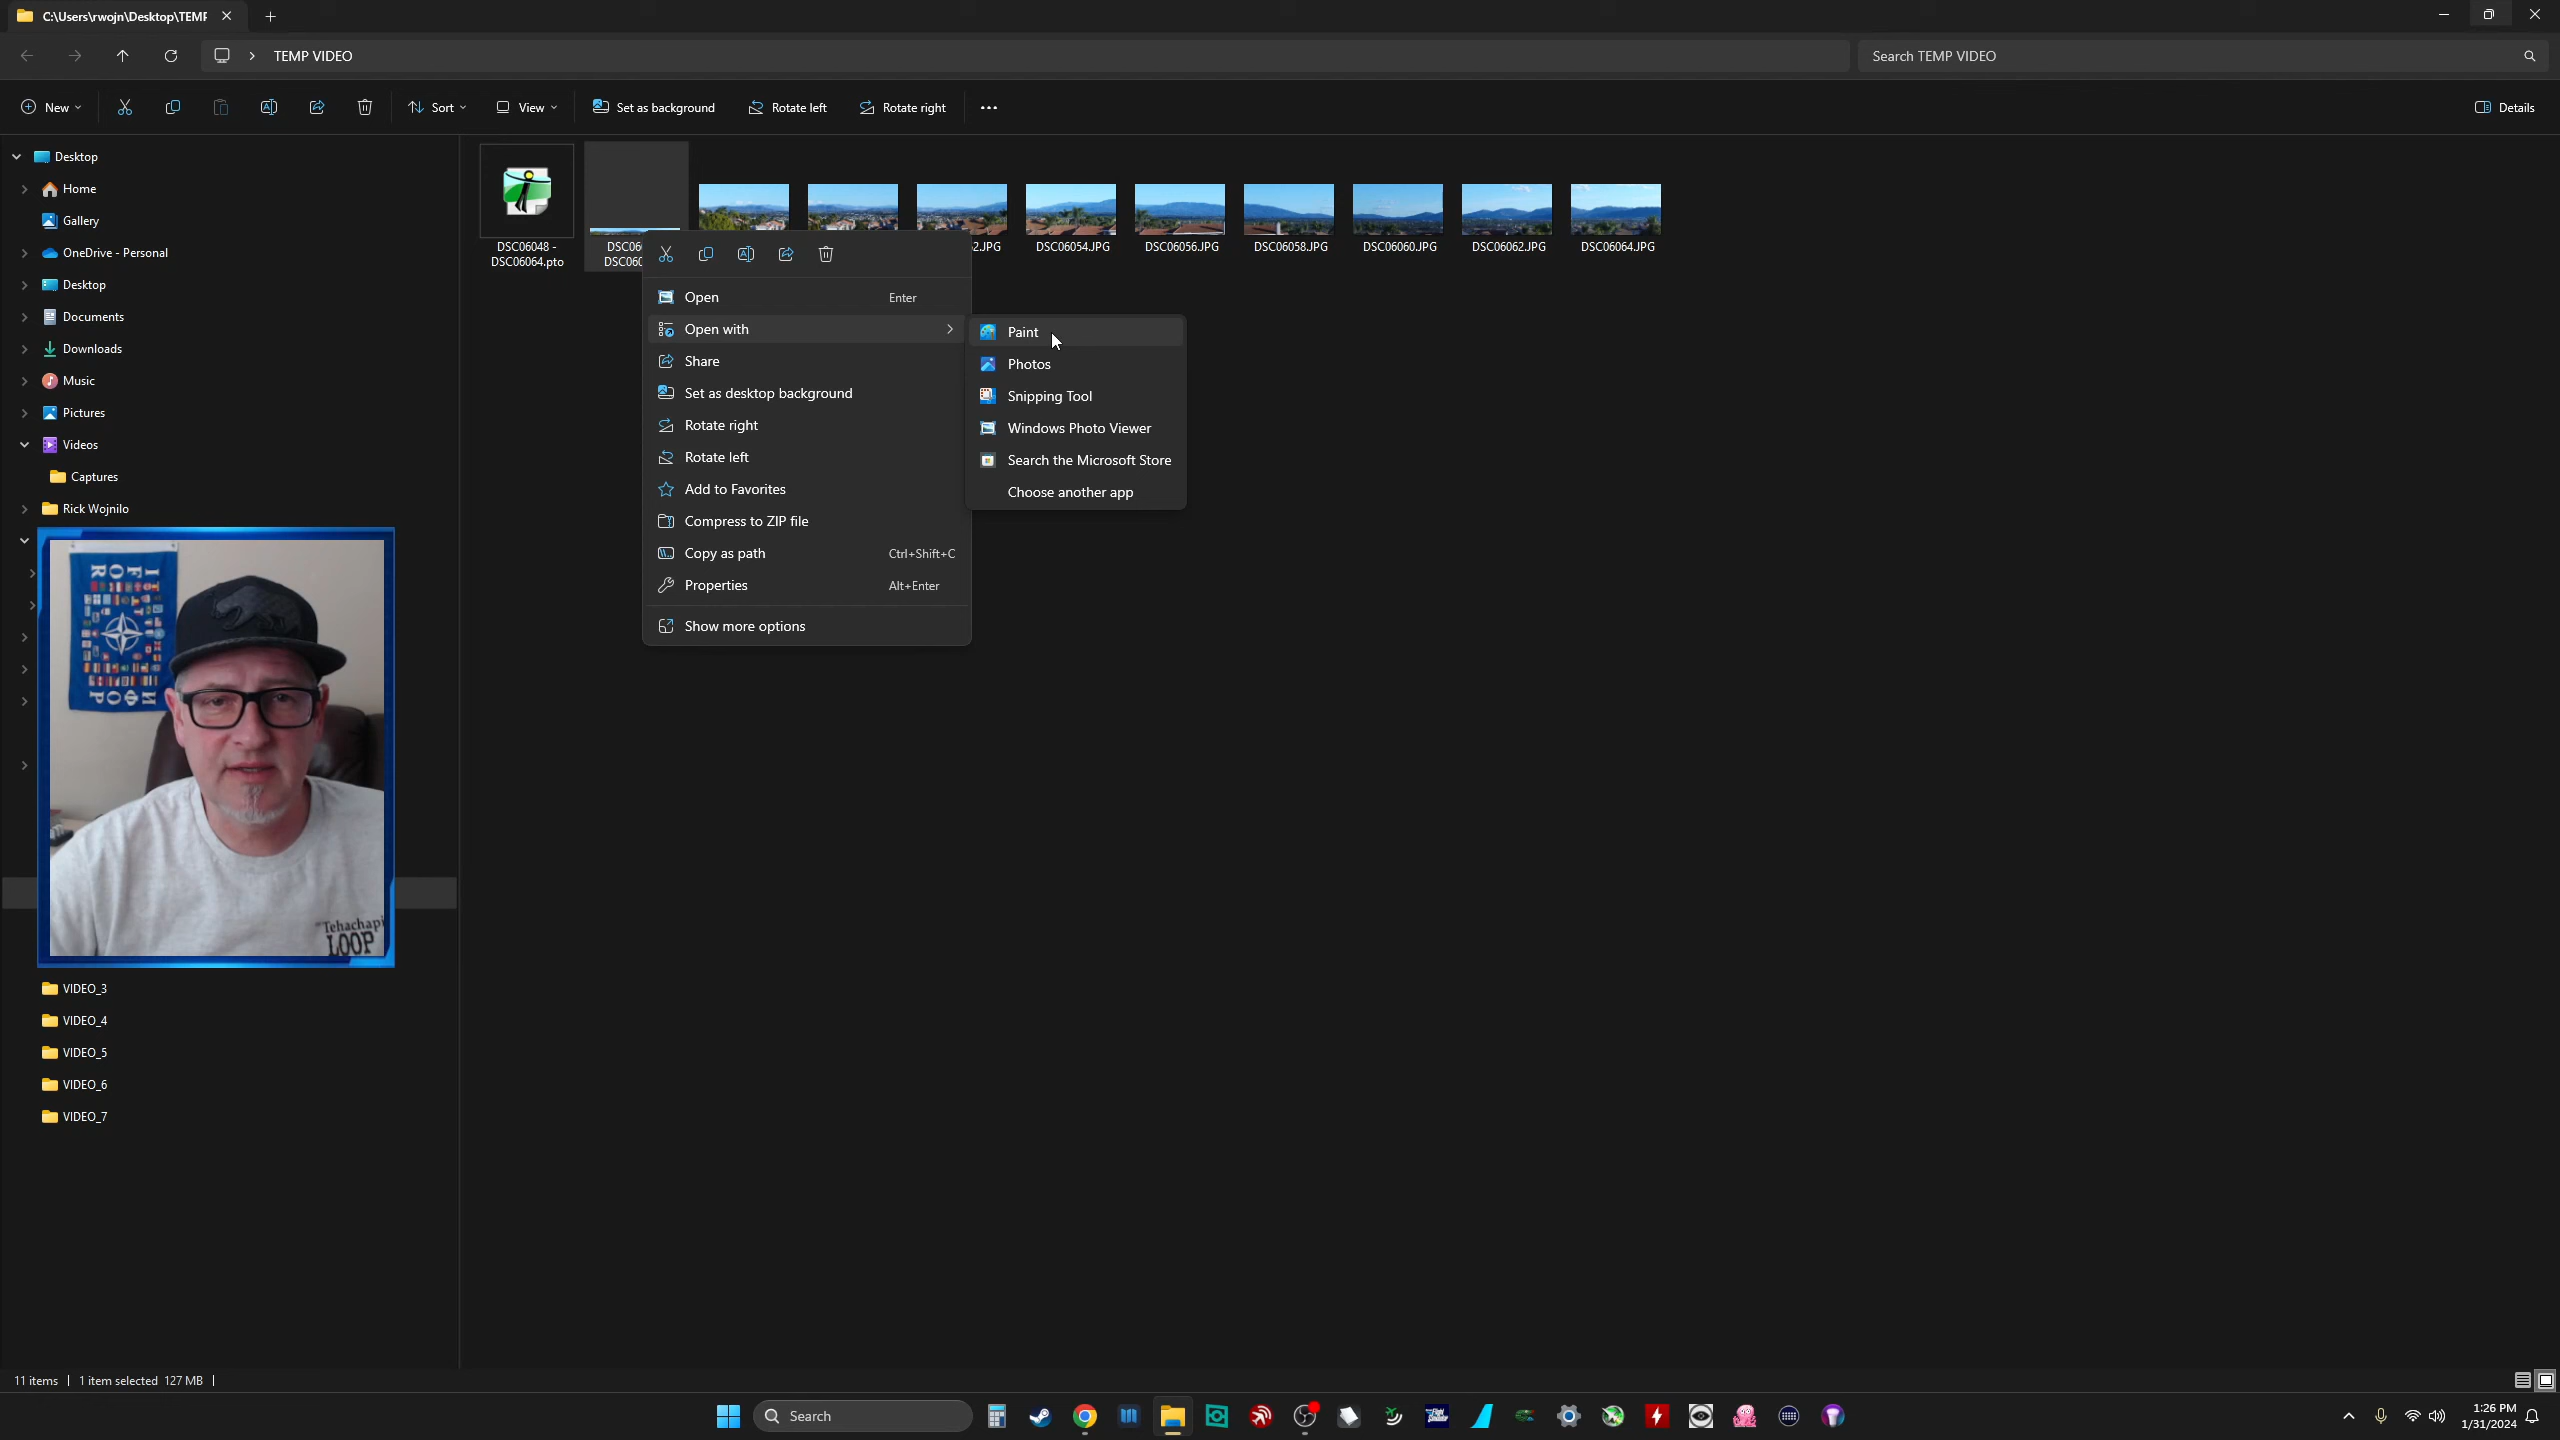 C:\Users\rwojn\Desktop\TEMP
TEMP VIDEO
Search TEMP VIDEO
New
Sort
View
Set as background
Rotate left
Rotate right
Details
Desktop
Home
Gallery
OneDrive - Personal
Desktop
Documents
Downloads
Music
Pictures
Videos
Captures
Rick Wojnilo
VIDEO_3
VIDEO_4
VIDEO_5
VIDEO_6
VIDEO_7
DSC06048 -
DSC06064.pto
DSC06054.JPG
DSC06056.JPG
DSC06058.JPG
DSC06060.JPG
DSC06062.JPG
DSC06064.JPG
Open Enter
Open with
Share
Set as desktop background
Rotate right
Rotate left
Add to Favorites
Compress to ZIP file
Copy as path Ctrl+Shift+C
Properties Alt+Enter
Show more options
Paint
Photos
Snipping Tool
Windows Photo Viewer
Search the Microsoft Store
Choose another app
"Tehachapi
LOOP
11 items
1 item selected 127 MB
Search
1:26 PM
1/31/2024